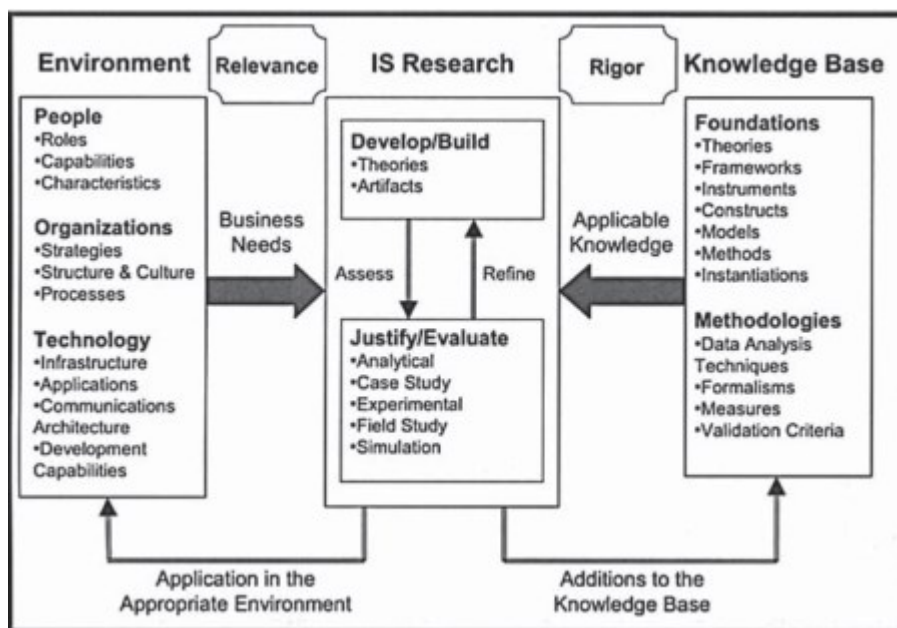 Environment
Relevance
IS Research
Rigor
Knowledge Base
People
•Roles
•Capabilities
•Characteristics
Organizations
•Strategies
•Structure & Culture
•Processes
Technology
•Infrastructure
•Applications
•Communications
Architecture
•Development
Capabilities
Business
Needs
Develop/Build
•Theories
•Artifacts
Assess
Refine
Justify/Evaluate
•Analytical
•Case Study
•Experimental
•Field Study
•Simulation
Applicable
Knowledge
Foundations
•Theories
•Frameworks
•Instruments
•Constructs
•Models
•Methods
•Instantiations
Methodologies
•Data Analysis
Techniques
•Formalisms
•Measures
•Validation Criteria
Application in the
Appropriate Environment
Additions to the
Knowledge Base